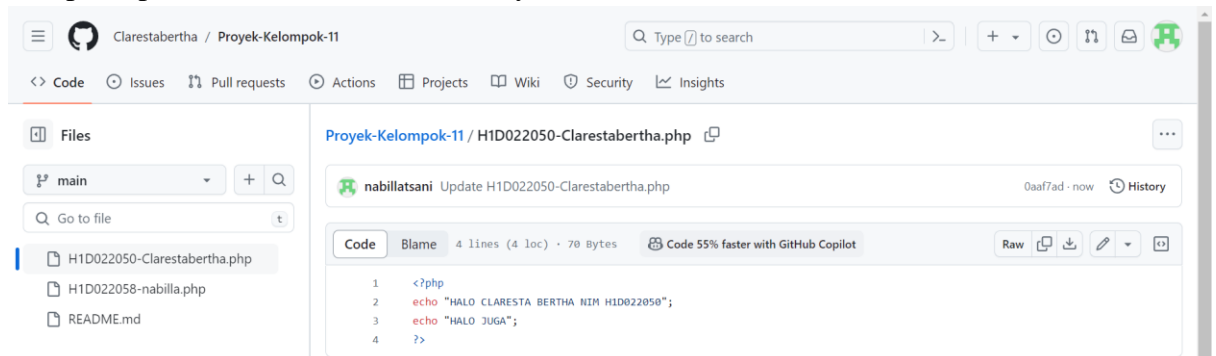 Clarestabertha / Proyek-Kelompok-11
Type / to search
<> Code Issues Pull requests Actions Projects Wiki Security Insights
Files
main
Go to file t
H1D022050-Clarestabertha.php
H1D022058-nabilla.php
README.md
Proyek-Kelompok-11 / H1D022050-Clarestabertha.php
nabillatsani Update H1D022050-Clarestabertha.php 0aaf7ad · now History
Code Blame 4 lines (4 loc) · 70 Bytes Code 55% faster with GitHub Copilot Raw
1 <?php
2 echo "HALO CLARESTA BERTHA NIM H1D022050";
3 echo "HALO JUGA";
4 ?>